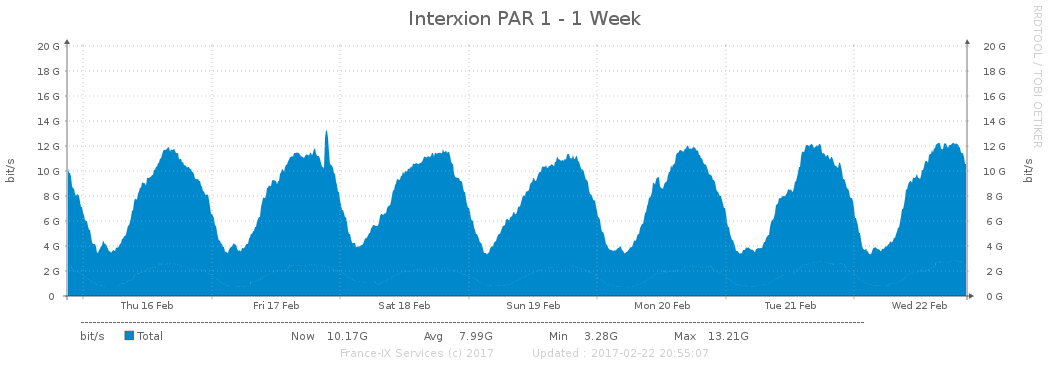 Interxion PAR 1 - 1 Week
RRDTOOL / TOBI OETIKER
bit/s
bit/s
20 G 20 G
18 G 18 G
16 G 16 G
14 G 14 G
12 G 12 G
10 G 10 G
8 G 8 G
6 G 6 G
4 G 4 G
2 G 2 G
0 0 G
Thu 16 Feb Fri 17 Feb Sat 18 Feb Sun 19 Feb Mon 20 Feb Tue 21 Feb Wed 22 Feb
bit/s Total Now 10.17G Avg 7.99G Min 3.28G Max 13.21G
France-IX Services (c) 2017 Updated : 2017-02-22 20:55:07